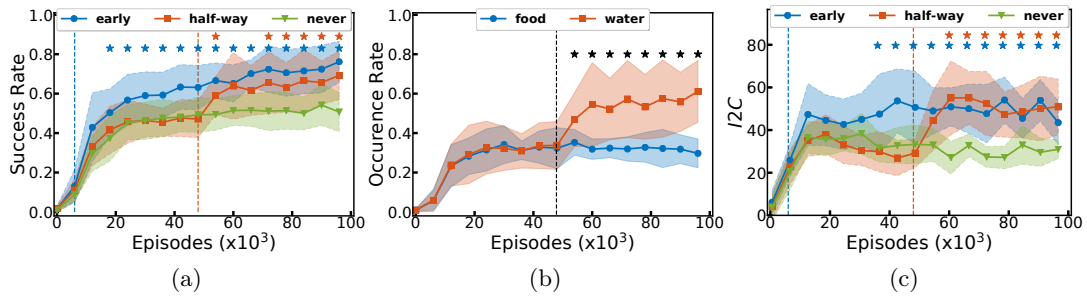 early half-way never
Success Rate
1.0
0.8
0.6
0.4
0.2
0.0
0 20 40 60 80 100
Episodes (x10³)
(a)
food water
Occurence Rate
1.0
0.8
0.6
0.4
0.2
0.0
0 20 40 60 80 100
Episodes (x10³)
(b)
early half-way never
I2C
80
60
40
20
0
0 20 40 60 80 100
Episodes (x10³)
(c)